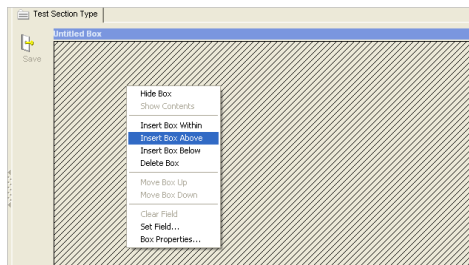 Test Section Type
Untitled Box
Save
Hide Box
Show Contents
Insert Box Within
Insert Box Above
Insert Box Below
Delete Box
Move Box Up
Move Box Down
Clear Field
Set Field...
Box Properties...